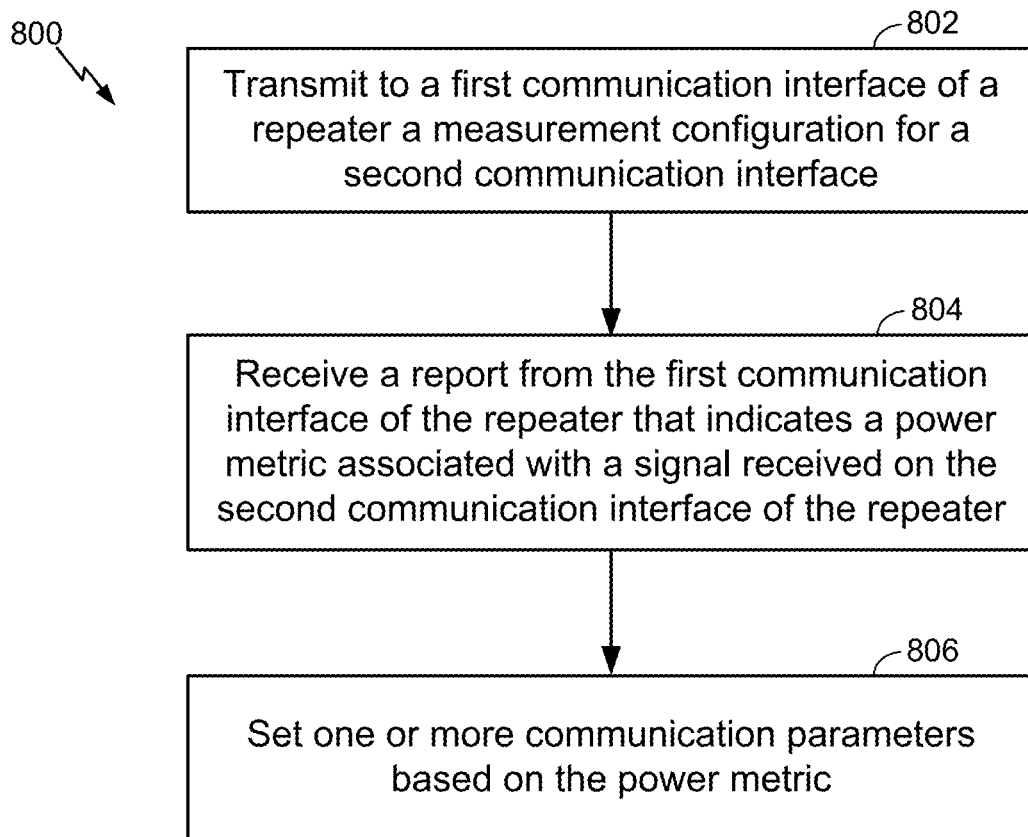 800
802
Transmit to a first communication interface of a
repeater a measurement configuration for a
second communication interface
804
Receive a report from the first communication
interface of the repeater that indicates a power
metric associated with a signal received on the
second communication interface of the repeater
806
Set one or more communication parameters
based on the power metric